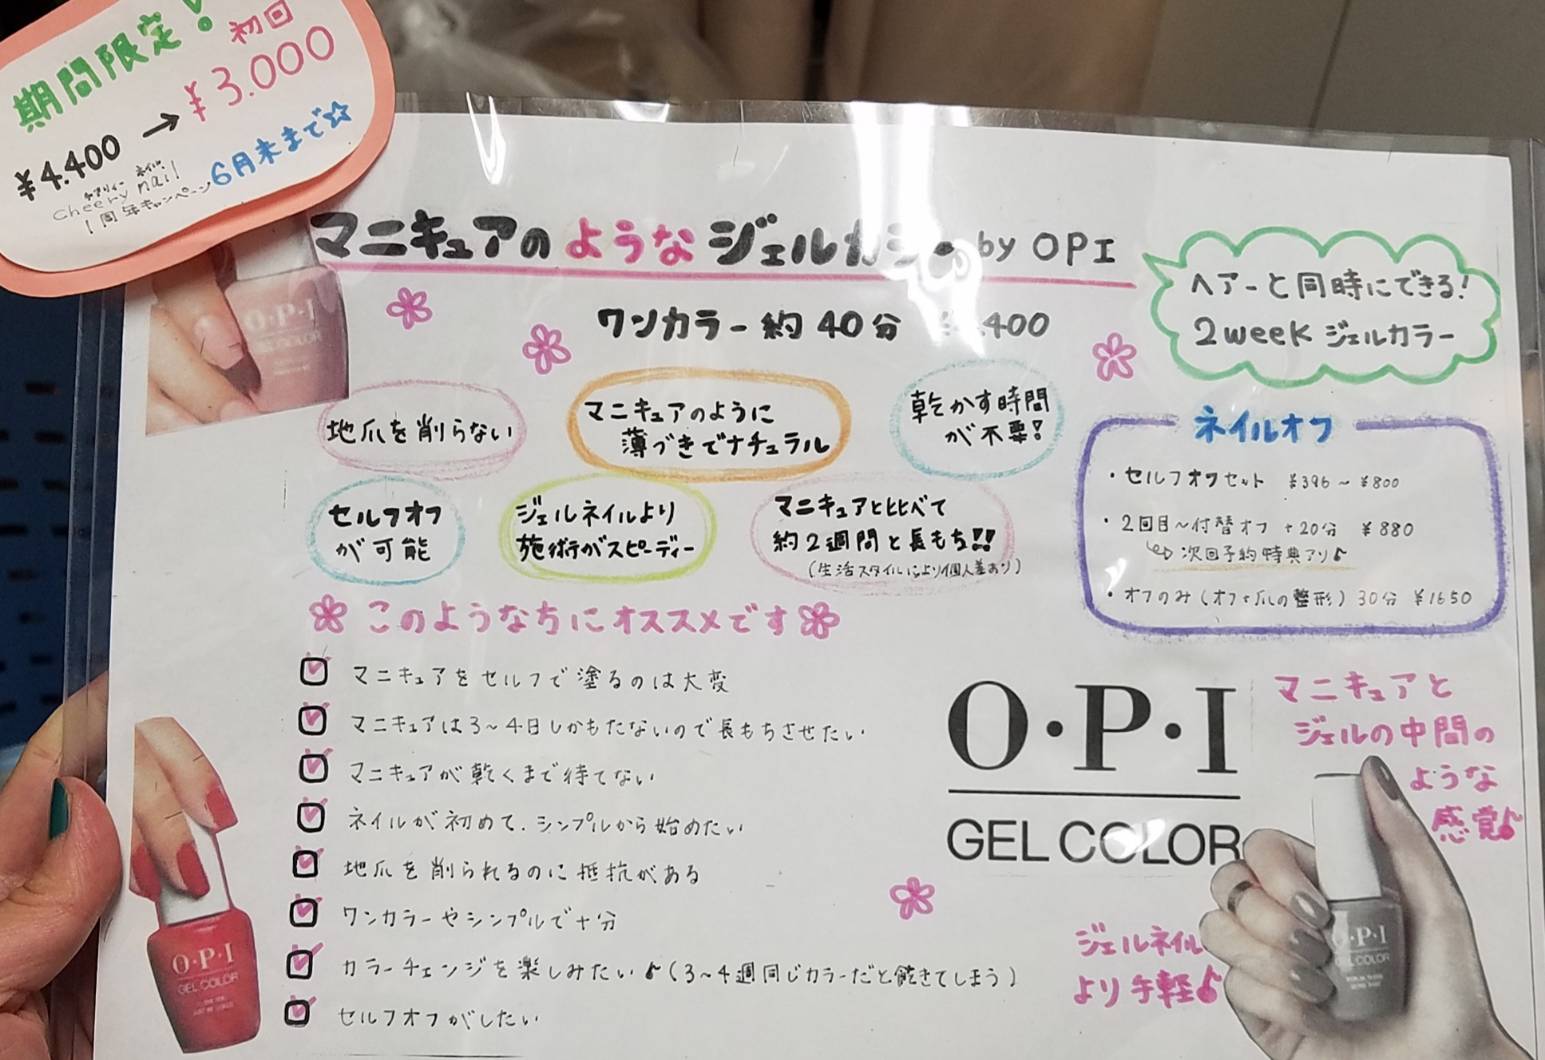 期間限定!
初回
¥4.400 → ¥3.000
チアリィー ネイル
cheery nail
1周年キャンペーン
6月末まで☆
マニキュアのようなジェルカラー by OPI
ワンカラー 約40分
400
ヘアーと同時にできる!
2week ジェルカラー
地爪を削らない
マニキュアのように
薄づきでナチュラル
乾かす時間
が不要!
セルフオフ
が可能
ジェルネイルより
施術がスピーディー
マニキュアと比べて
約2週間と長もち!!
(生活スタイルにより個人差あり)
ネイルオフ
・セルフオフセット ¥396~¥800
・2回目~付替オフ +20分 ¥880
次回予約特典アリ♪
・オフのみ(オフ+爪の整形) 30分 ¥1650
このような方にオススメです
マニキュアをセルフで塗るのは大変
マニキュアは3~4日しかもたないので長もちさせたい
マニキュアが乾くまで待てない
ネイルが初めて、シンプルから始めたい
地爪を削られるのに抵抗がある
ワンカラーやシンプルで十分
カラーチェンジを楽しみたい♪(3~4週同じカラーだと飽きてしまう)
セルフオフがしたい
O・P・I
GEL COLOR
マニキュアと
ジェルの中間の
ような
感覚♪
ジェルネイル
より手軽♪
O・P・I
GEL COLOR
O・P・I
GEL COLOR
O・P・I
GEL COLOR